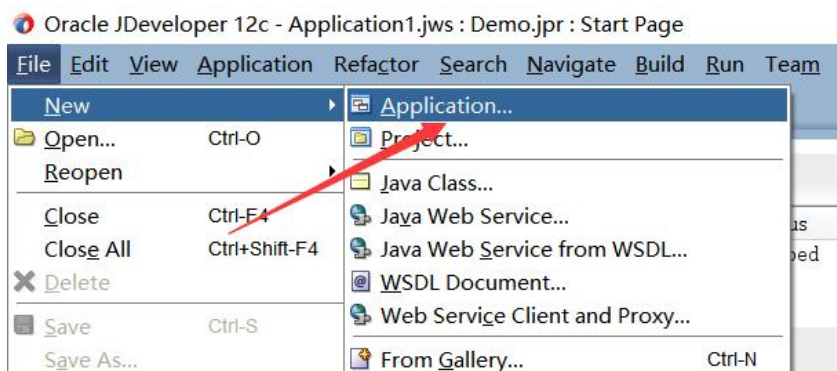 Oracle JDeveloper 12c - Application1.jws : Demo.jpr : Start Page
File Edit View Application Refactor Search Navigate Build Run Team
New
Open... Ctrl-O
Reopen
Close Ctrl-F4
Close All Ctrl+Shift-F4
Delete
Save Ctrl-S
Save As...
Application...
Project...
Java Class...
Java Web Service...
Java Web Service from WSDL...
WSDL Document...
Web Service Client and Proxy...
From Gallery... Ctrl-N